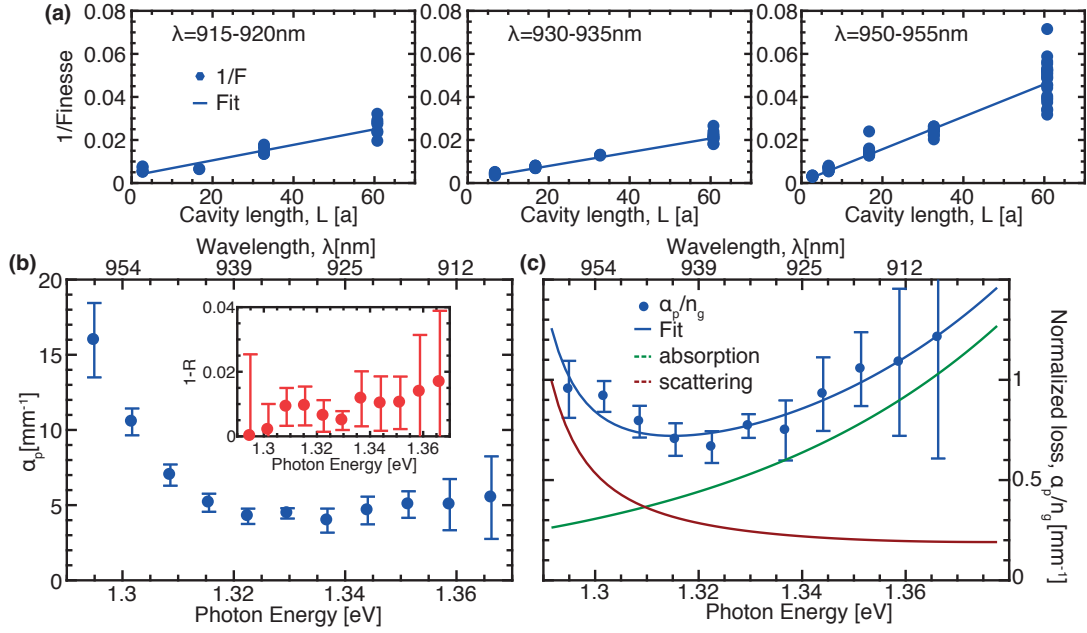 (a)
λ=915-920nm
λ=930-935nm
λ=950-955nm
1/F
Fit
1/Finesse
0.08
0.06
0.04
0.02
0
0.08
0.06
0.04
0.02
0
0.08
0.06
0.04
0.02
0
0 20 40 60
0 20 40 60
0 20 40 60
Cavity length, L [a]
Cavity length, L [a]
Cavity length, L [a]
(b)
Wavelength, λ[nm]
954 939 925 912
20
15
10
5
0
αp[mm⁻¹]
0.04
0.02
0
1-R
1.3 1.32 1.34 1.36
Photon Energy [eV]
1.3 1.32 1.34 1.36
Photon Energy [eV]
(c)
Wavelength, λ[nm]
954 939 925 912
αp/ng
Fit
absorption
scattering
1
0.5
0
Normalized loss, αp/ng [mm⁻¹]
1.3 1.32 1.34 1.36
Photon Energy [eV]